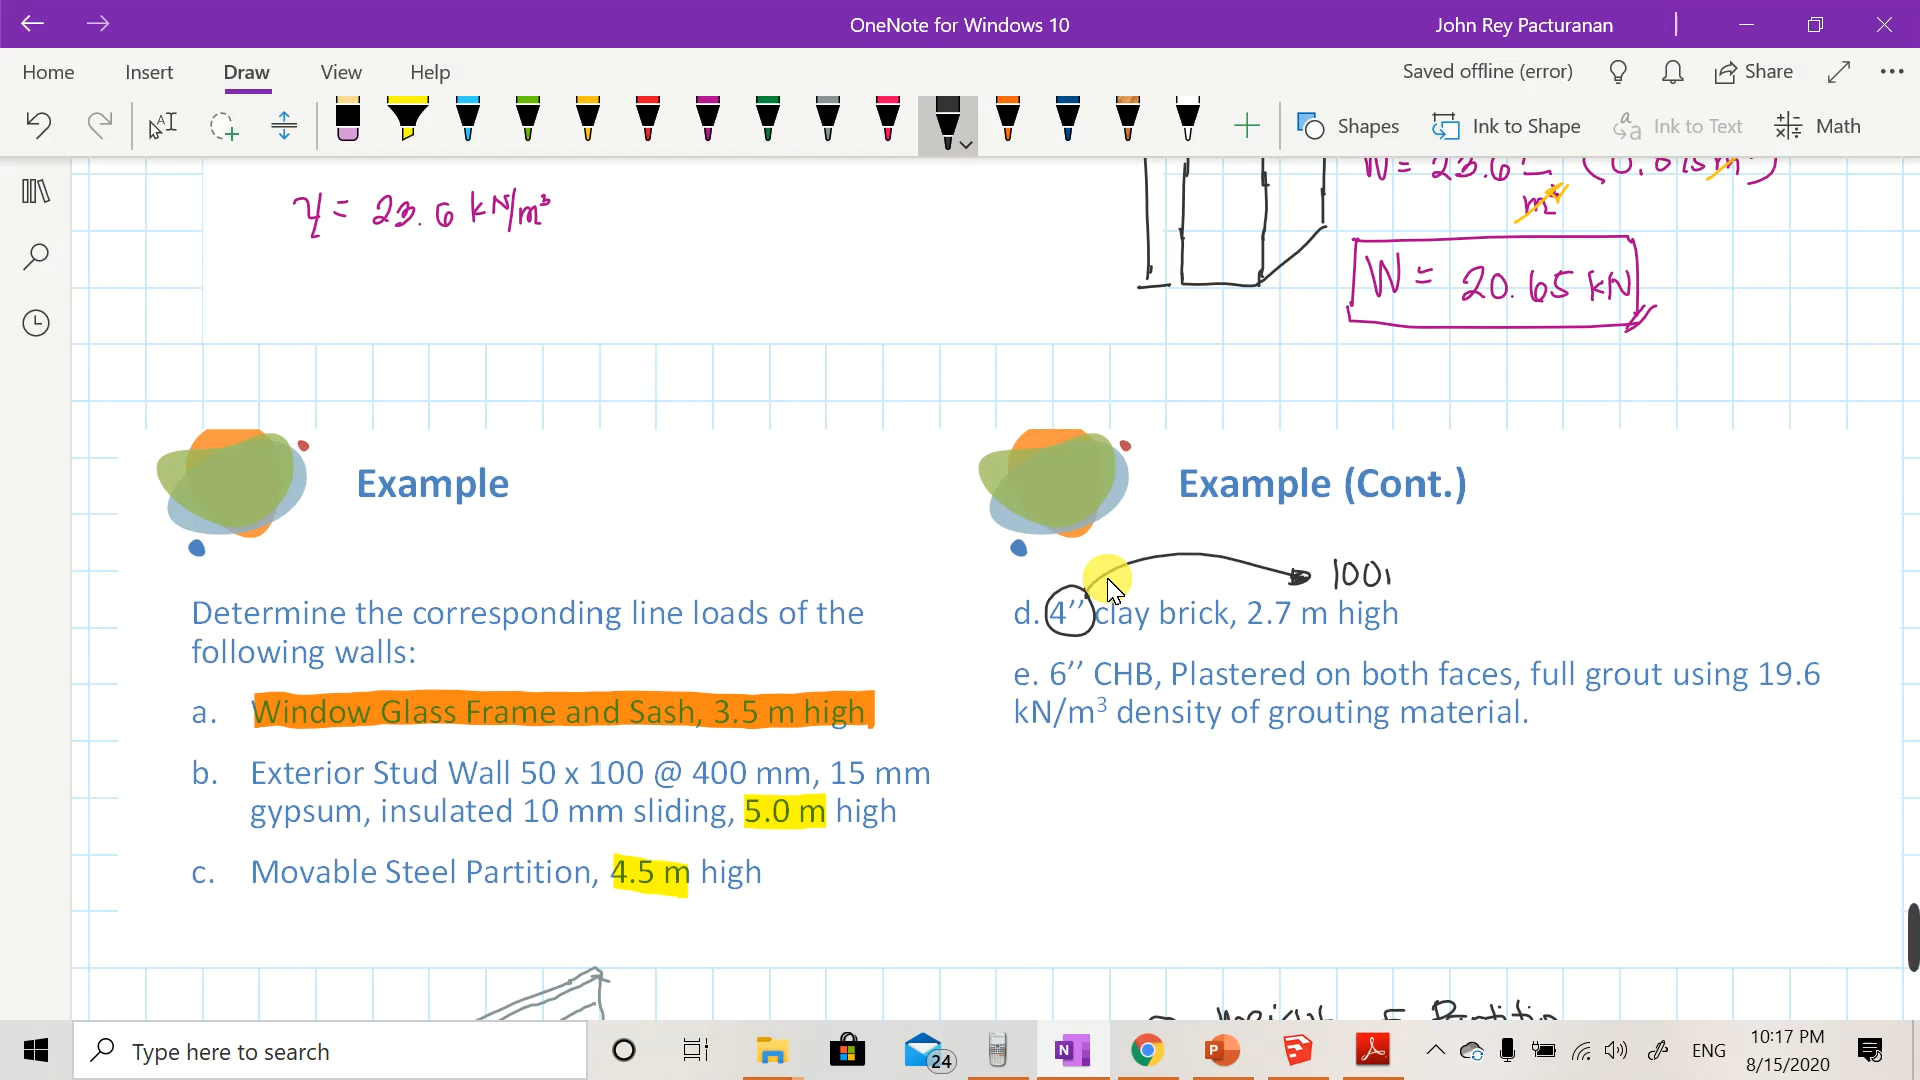 OneNote for Windows 10
John Rey Pacturanan
Home Insert Draw View Help
Saved offline (error) Share
Shapes Ink to Shape Ink to Text Math
γ = 23.6 kN/m³
W = 23.6
m³
W = 20.65 kN
Example
Determine the corresponding line loads of the
following walls:
a. Window Glass Frame and Sash, 3.5 m high
b. Exterior Stud Wall 50 x 100 @ 400 mm, 15 mm
gypsum, insulated 10 mm sliding, 5.0 m high
c. Movable Steel Partition, 4.5 m high
Example (Cont.)
100
d. 4’’ clay brick, 2.7 m high
e. 6’’ CHB, Plastered on both faces, full grout using 19.6
kN/m³ density of grouting material.
Type here to search
24
ENG
10:17 PM
8/15/2020